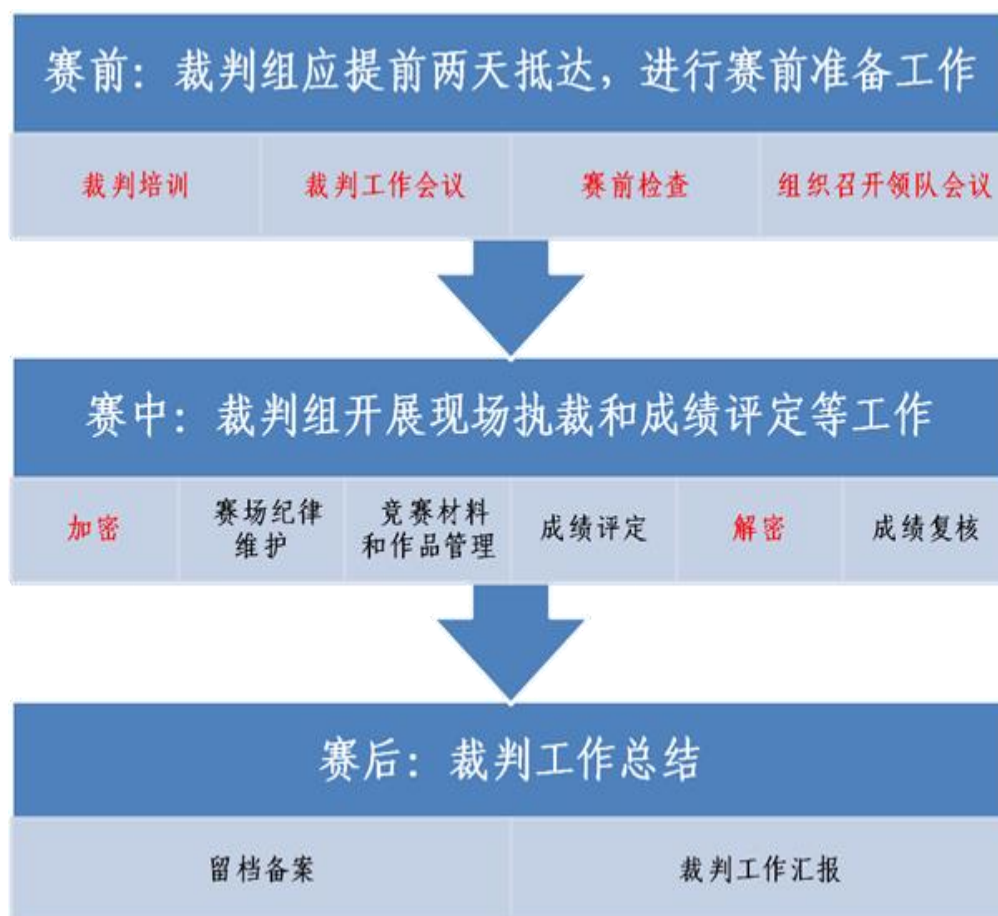 赛前：裁判组应提前两天抵达，进行赛前准备工作
裁判培训
裁判工作会议
赛前检查
组织召开领队会议
赛中：裁判组开展现场执裁和成绩评定等工作
加密
赛场纪律
维护
竞赛材料
和作品管理
成绩评定
解密
成绩复核
赛后：裁判工作总结
留档备案
裁判工作汇报